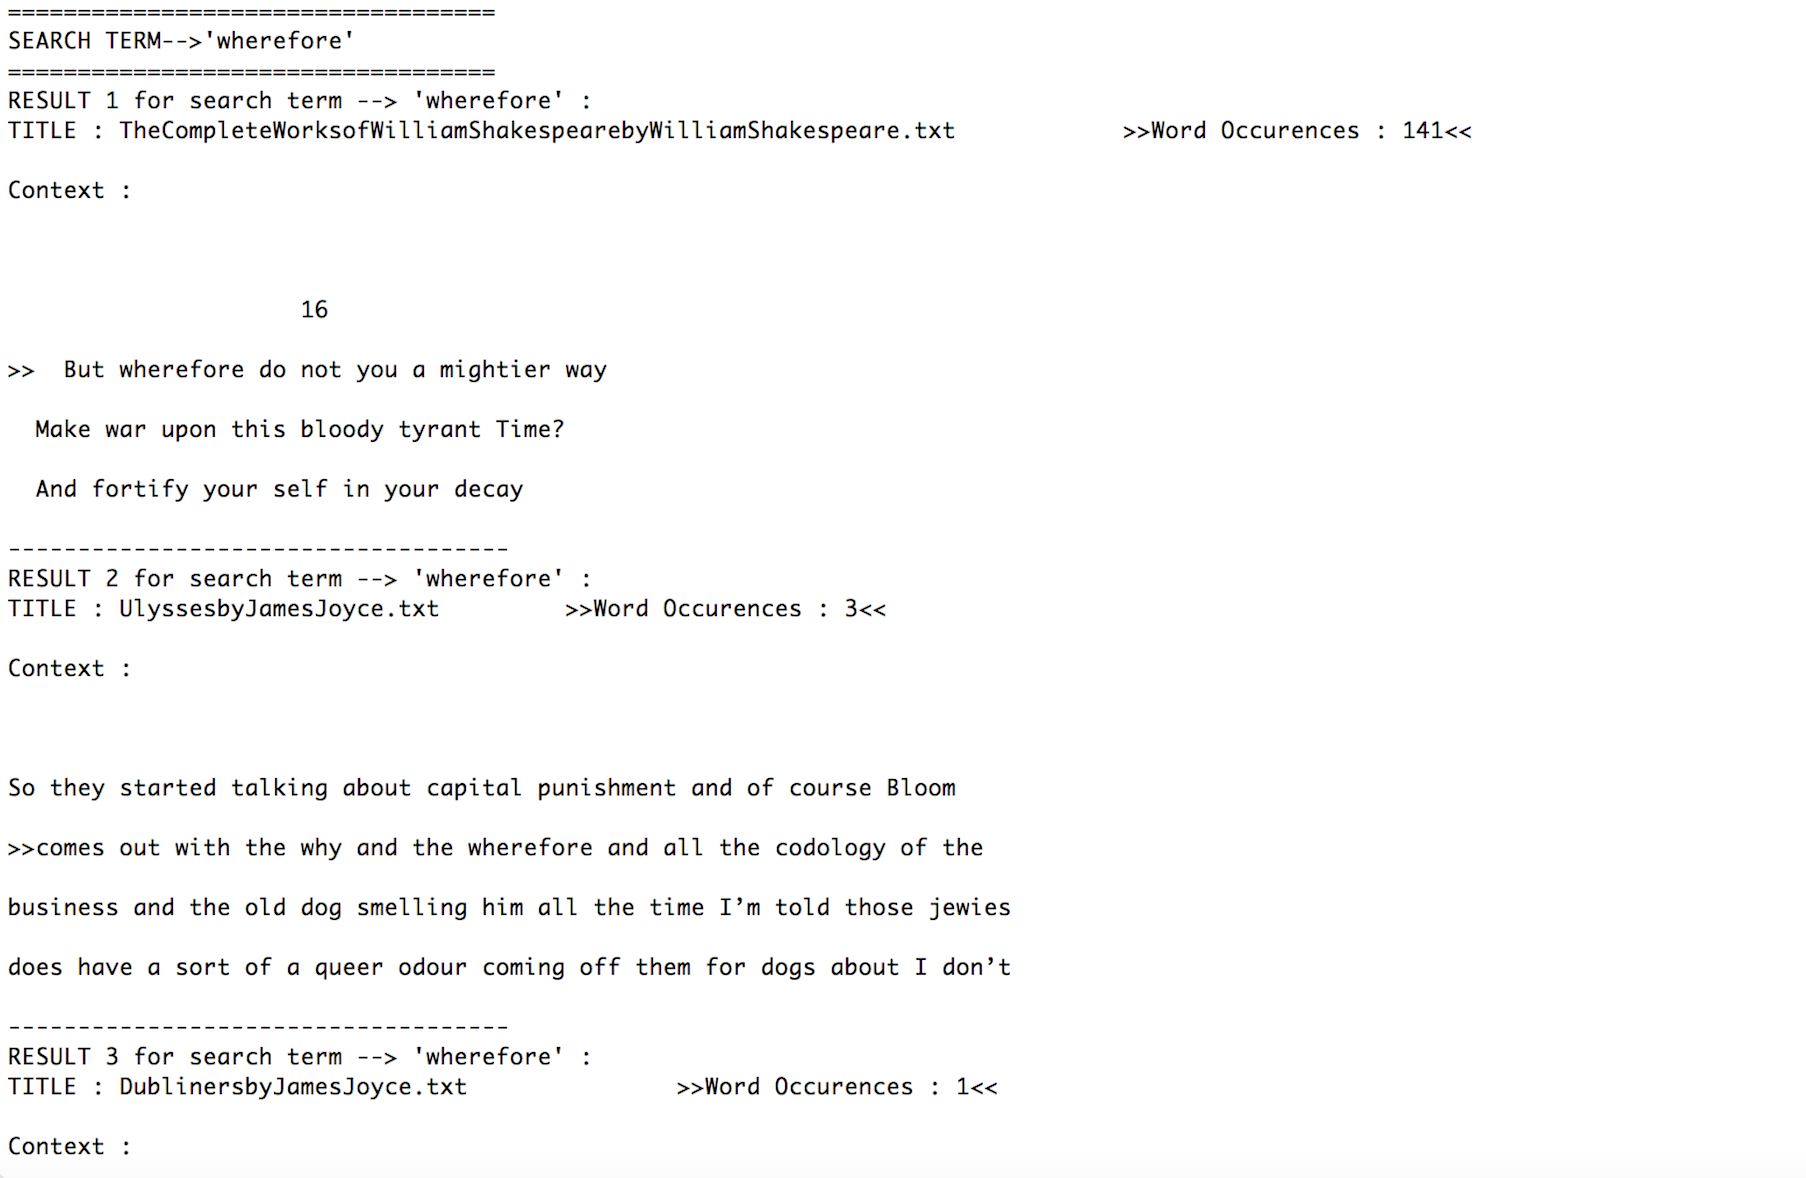 ===================================
SEARCH TERM-->'wherefore'
===================================
RESULT 1 for search term --> 'wherefore' :
TITLE : TheCompleteWorksofWilliamShakespearebyWilliamShakespeare.txt            >>Word Occurences : 141<<
Context :
16
>>  But wherefore do not you a mightier way
Make war upon this bloody tyrant Time?
And fortify your self in your decay
------------------------------------
RESULT 2 for search term --> 'wherefore' :
TITLE : UlyssesbyJamesJoyce.txt         >>Word Occurences : 3<<
Context :
So they started talking about capital punishment and of course Bloom
>>comes out with the why and the wherefore and all the codology of the
business and the old dog smelling him all the time I’m told those jewies
does have a sort of a queer odour coming off them for dogs about I don’t
------------------------------------
RESULT 3 for search term --> 'wherefore' :
TITLE : DublinersbyJamesJoyce.txt               >>Word Occurences : 1<<
Context :